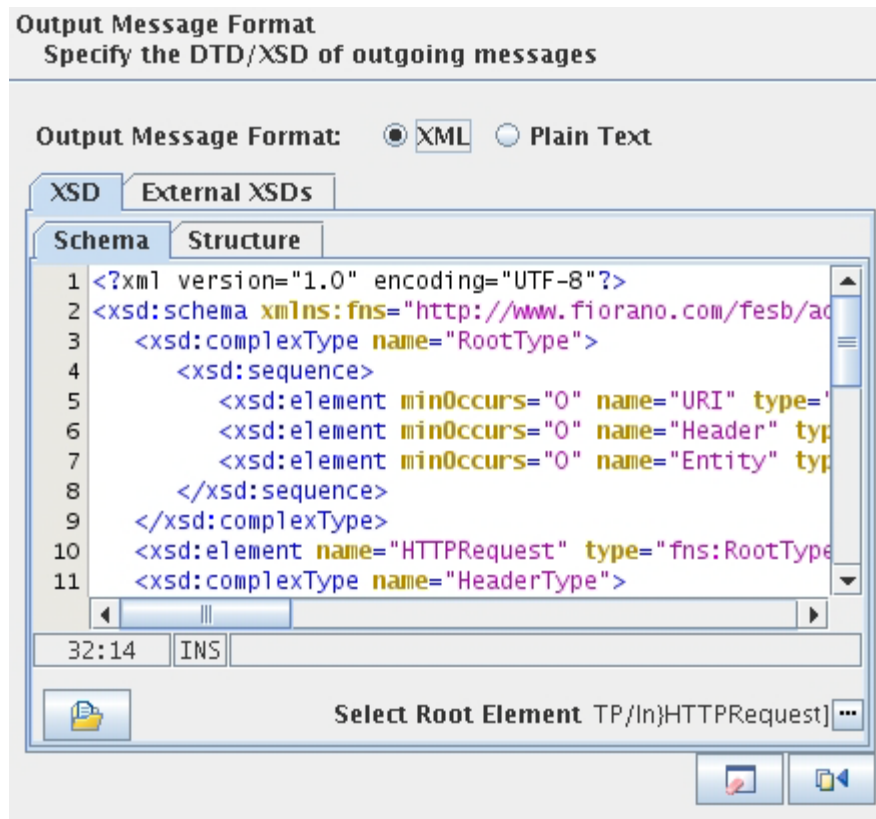 Output Message Format
Specify the DTD/XSD of outgoing messages
Output Message Format: XML Plain Text
XSD External XSDs
Schema Structure
1 <?xml version="1.0" encoding="UTF-8"?>
2 <xsd:schema xmlns:fns="http://www.fiorano.com/fesb/ac
3 <xsd:complexType name="RootType">
4 <xsd:sequence>
5 <xsd:element minOccurs="0" name="URI" type='
6 <xsd:element minOccurs="0" name="Header" typ
7 <xsd:element minOccurs="0" name="Entity" typ
8 </xsd:sequence>
9 </xsd:complexType>
10 <xsd:element name="HTTPRequest" type="fns:RootType
11 <xsd:complexType name="HeaderType">
32:14 INS
Select Root Element TP/In}HTTPRequest] ...